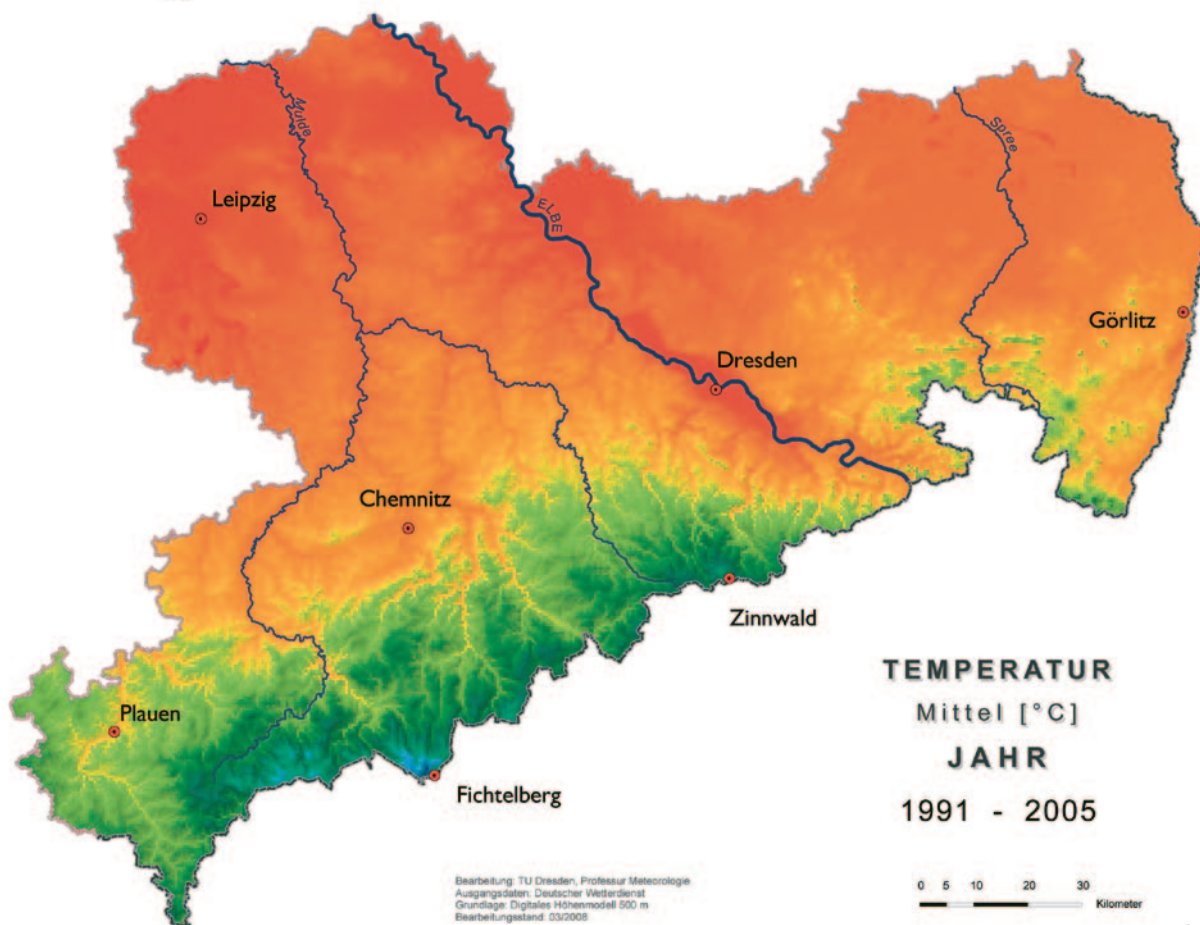 Mulde
Spree
Leipzig
ELBE
Görlitz
Dresden
Chemnitz
Zinnwald
Plauen
Fichtelberg
TEMPERATUR
Mittel [°C]
JAHR
1991 - 2005
Bearbeitung: TU Dresden, Professur Meteorologie
Ausgangsdaten: Deutscher Wetterdienst
Grundlage: Digitales Höhenmodell 500 m
Bearbeitungsstand: 03/2008
0 5 10 20 30
Kilometer